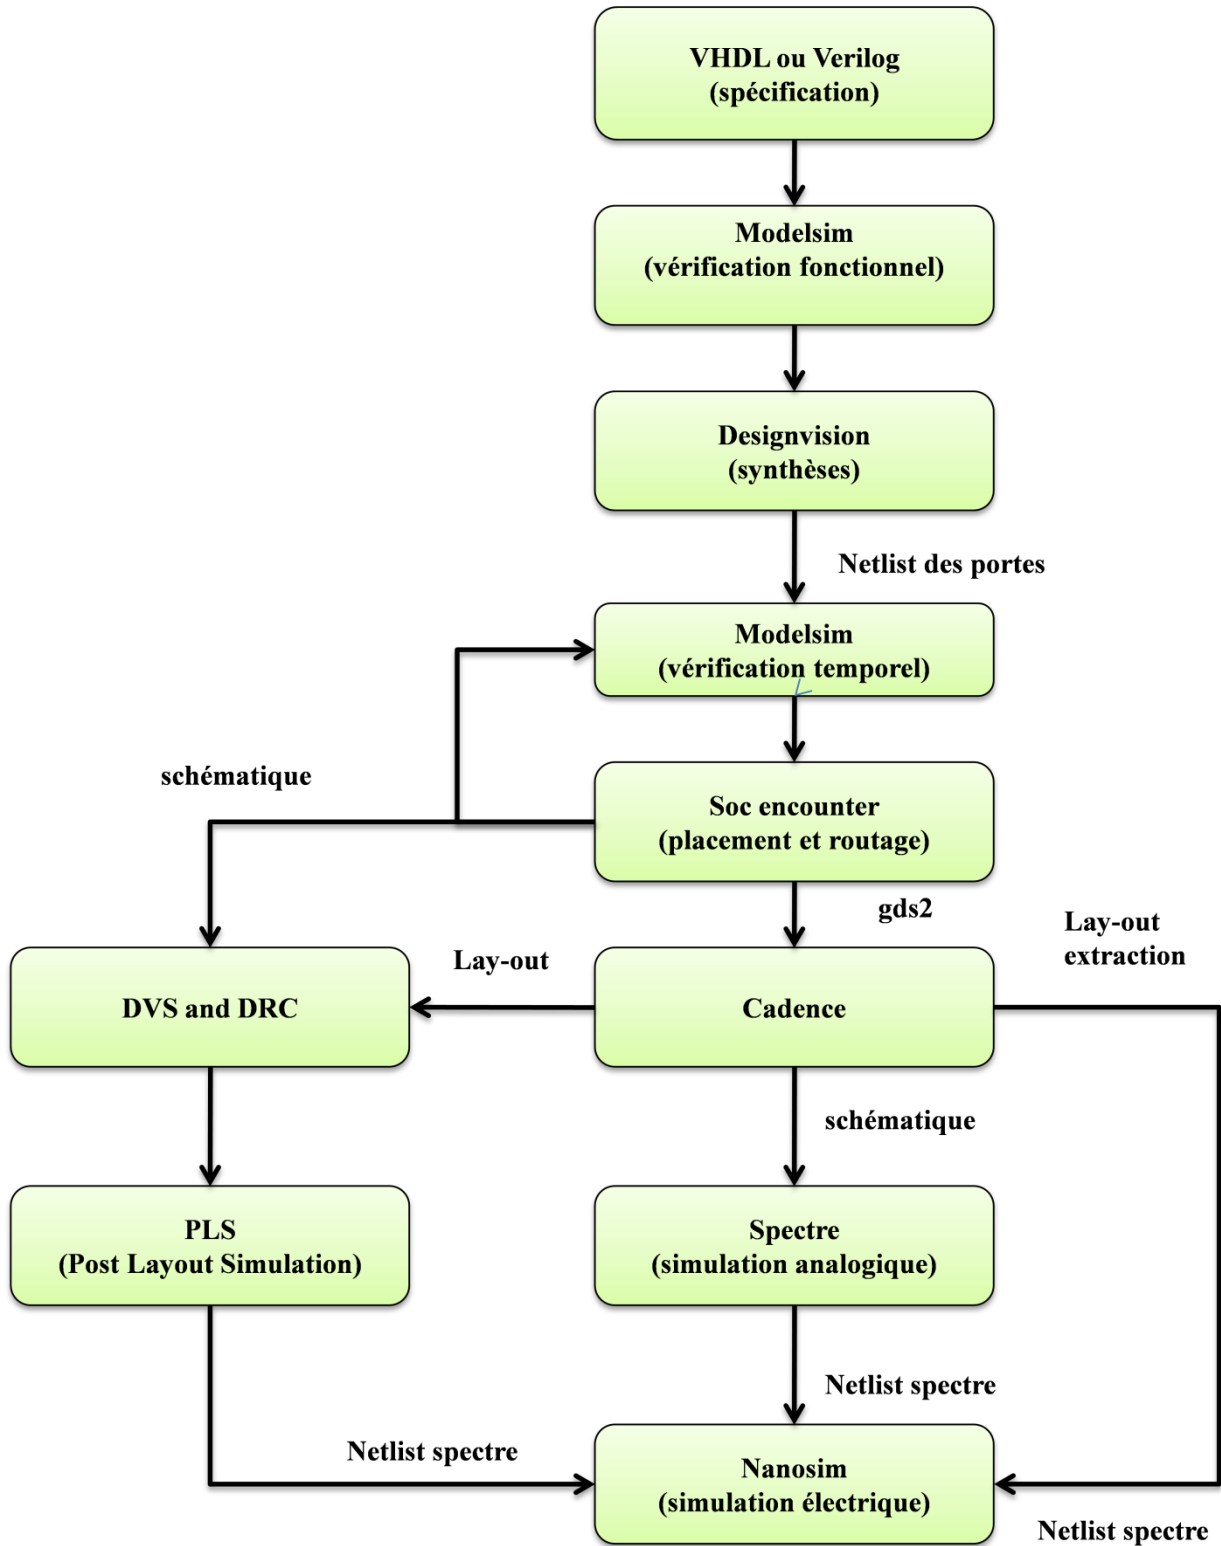 VHDL ou Verilog
(spécification)
Modelsim
(vérification fonctionnel)
Designvision
(synthèses)
Netlist des portes
Modelsim
(vérification temporel)
schématique
Soc encounter
(placement et routage)
gds2
Lay-out
extraction
Lay-out
DVS and DRC
Cadence
schématique
PLS
(Post Layout Simulation)
Spectre
(simulation analogique)
Netlist spectre
Netlist spectre
Nanosim
(simulation électrique)
Netlist spectre